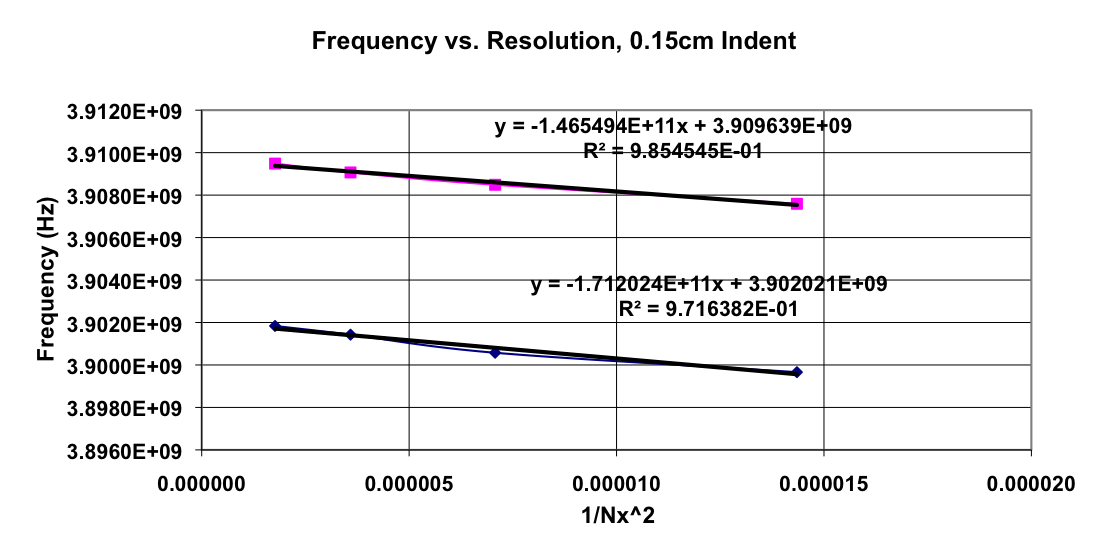 Frequency vs. Resolution, 0.15cm Indent
3.9120E+09
y = -1.465494E+11x + 3.909639E+09
R² = 9.854545E-01
3.9100E+09
3.9080E+09
3.9060E+09
3.9040E+09
y = -1.712024E+11x + 3.902021E+09
R² = 9.716382E-01
3.9020E+09
3.9000E+09
3.8980E+09
3.8960E+09
Frequency (Hz)
0.000000 0.000005 0.000010 0.000015 0.000020
1/Nx^2